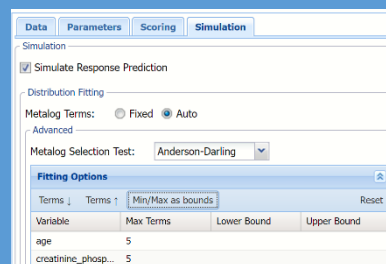 Data Parameters Scoring Simulation
Simulation
Simulate Response Prediction
Distribution Fitting
Metalog Terms: Fixed Auto
Advanced
Metalog Selection Test: Anderson-Darling
Fitting Options
Terms ↓ Terms ↑ Min/Max as bounds Reset
Variable Max Terms Lower Bound Upper Bound
age 5
creatinine_phosp... 5